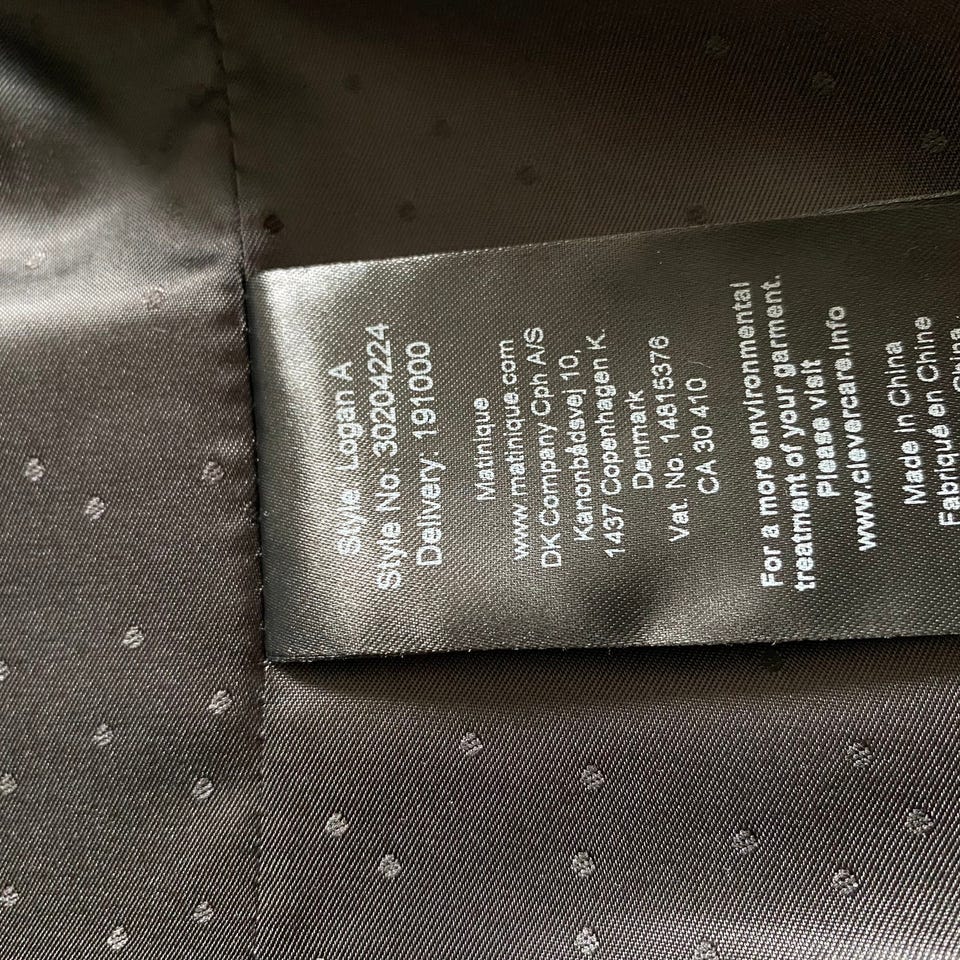 Style Logan A
Style No. 30204224
Delivery. 191000
Matinique
www.matinique.com
DK Company Cph A/S
Kanonbådsvej 10,
1437 Copenhagen K.
Denmark
Vat. No. 14815376
CA 30 410
For a more environmental
treatment of your garment.
Please visit
www.clevercare.info
Made in China
Fabriqué en Chine
China